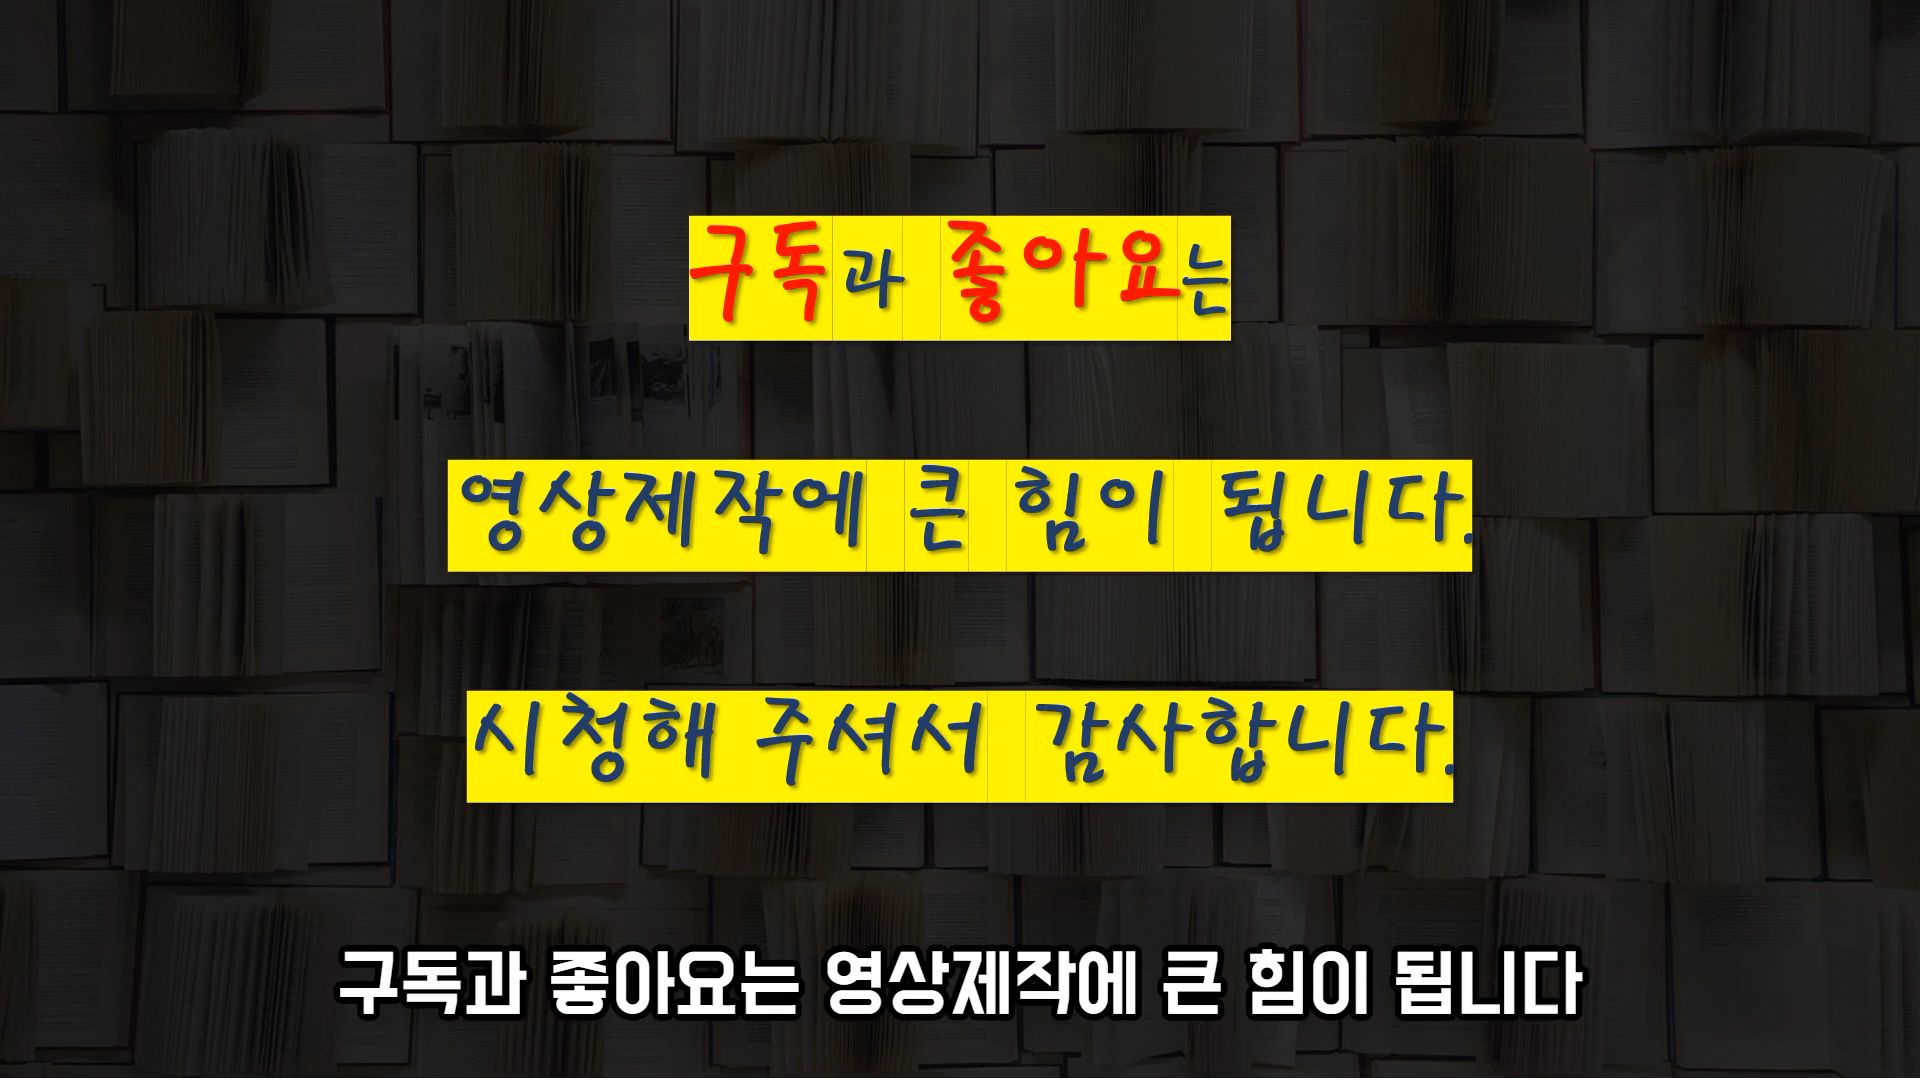 구독과 좋아요는
영상제작에 큰 힘이 됩니다.
시청해 주셔서 감사합니다.
구독과 좋아요는 영상제작에 큰 힘이 됩니다